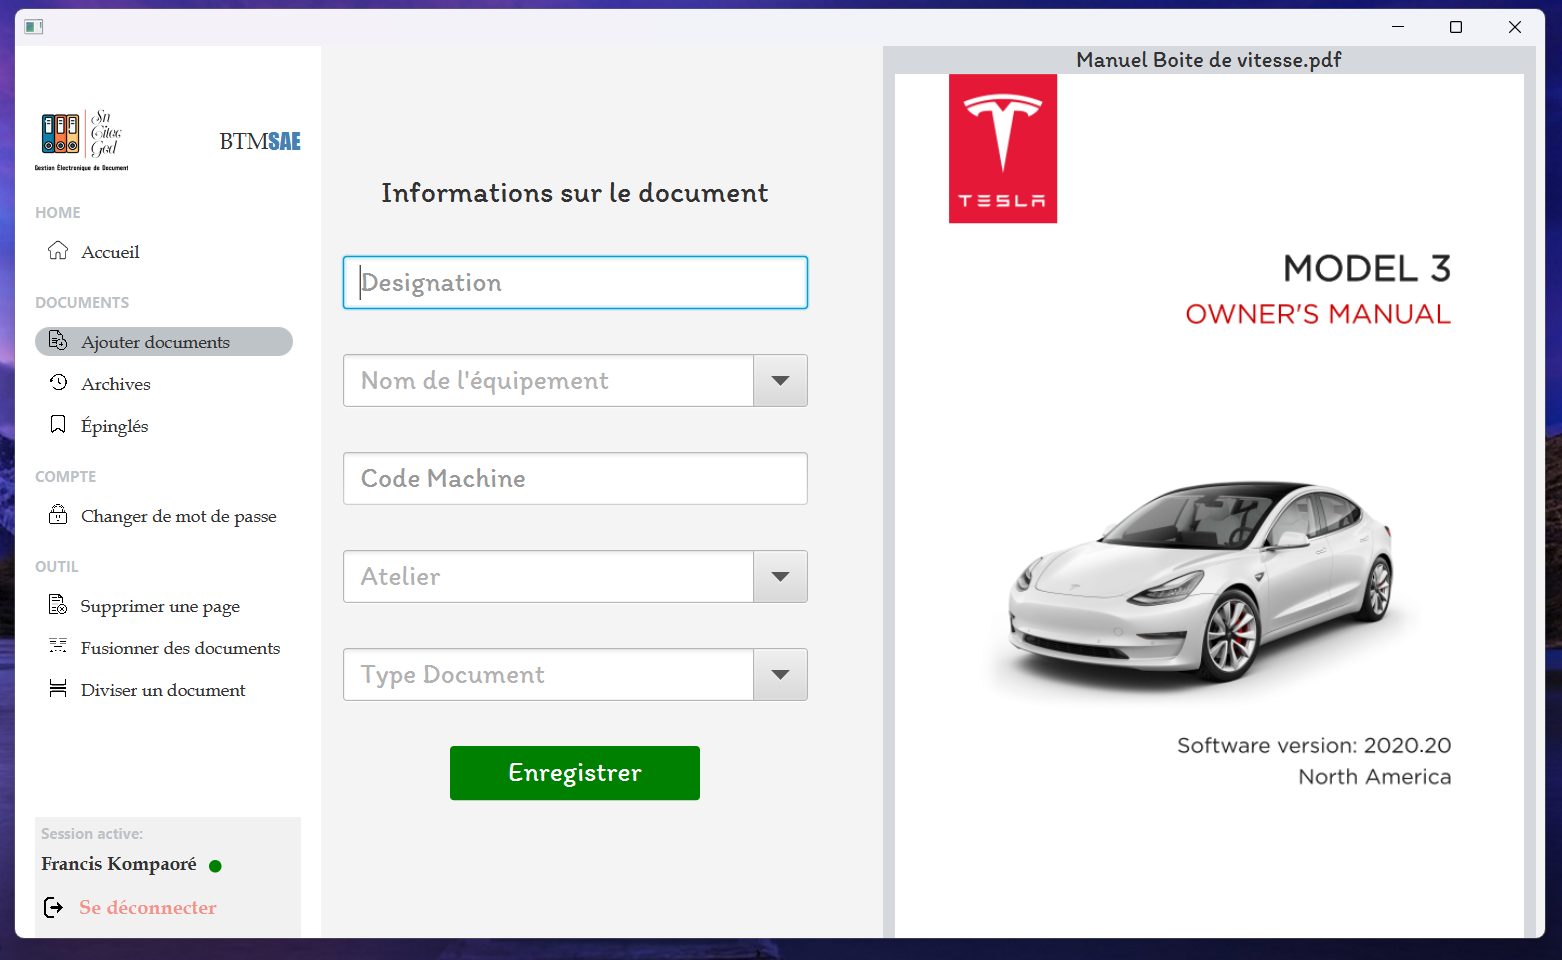 Sn
Citec
Ged
Gestion Électronique de Document
BTMSAE
HOME
Accueil
DOCUMENTS
Ajouter documents
Archives
Épinglés
COMPTE
Changer de mot de passe
OUTIL
Supprimer une page
Fusionner des documents
Diviser un document
Session active:
Francis Kompaoré
Se déconnecter
Informations sur le document
Designation
Nom de l'équipement
Code Machine
Atelier
Type Document
Enregistrer
Manuel Boite de vitesse.pdf
TESLA
MODEL 3
OWNER'S MANUAL
Software version: 2020.20
North America